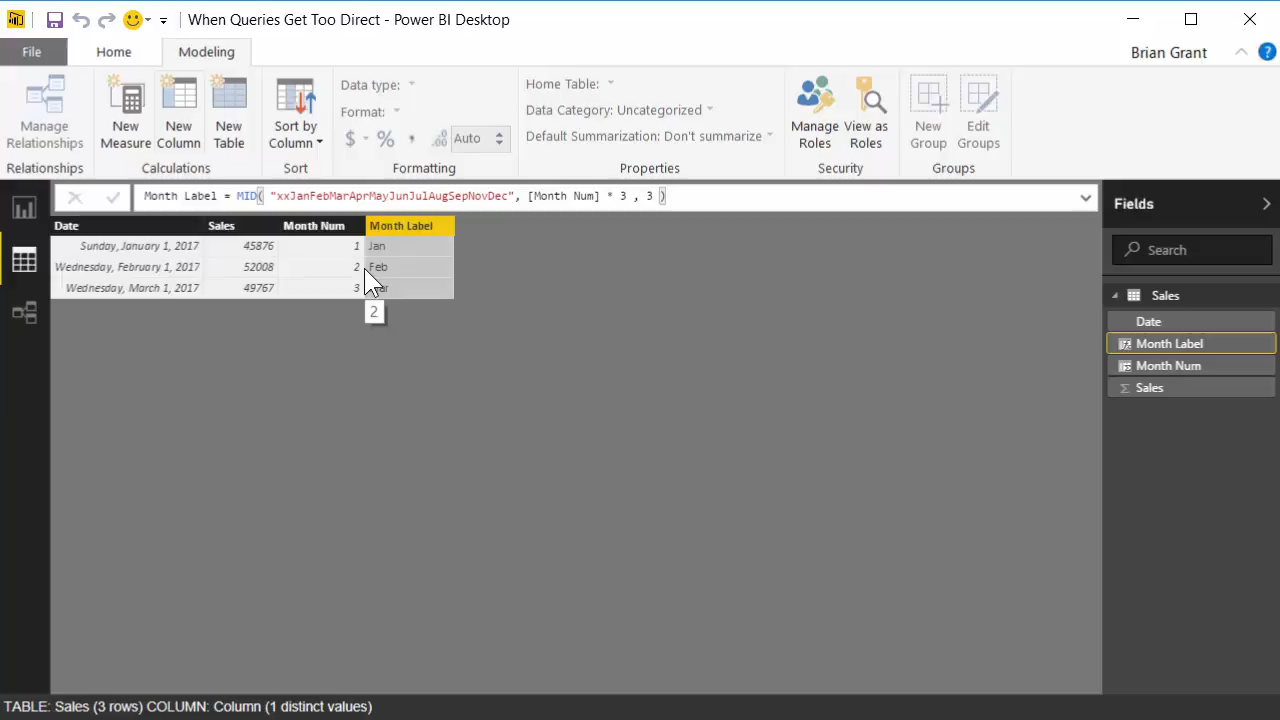 When Queries Get Too Direct - Power BI Desktop
File Home Modeling Brian Grant ?
Manage Relationships
New Measure
New Column
New Table
Sort by Column
Data type:
Format:
$ % , .00 Auto
Home Table:
Data Category: Uncategorized
Default Summarization: Don't summarize
Manage Roles
View as Roles
New Group
Edit Groups
Relationships Calculations Sort Formatting Properties Security Groups
Month Label = MID( "xxJanFebMarAprMayJunJulAugSepNovDec", [Month Num] * 3 , 3 )
Date Sales Month Num Month Label
Sunday, January 1, 2017 45876 1 Jan
Wednesday, February 1, 2017 52008 2 Feb
Wednesday, March 1, 2017 49767 3
2
Fields
Search
Sales
Date
Month Label
Month Num
Σ Sales
TABLE: Sales (3 rows) COLUMN: Column (1 distinct values)